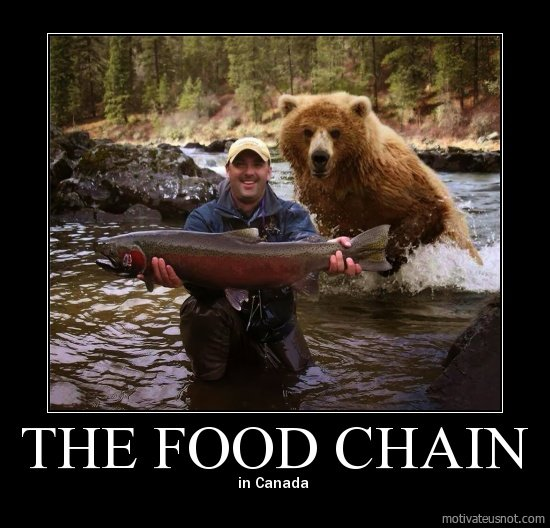 THE FOOD CHAIN
in Canada
motivateusnot.com